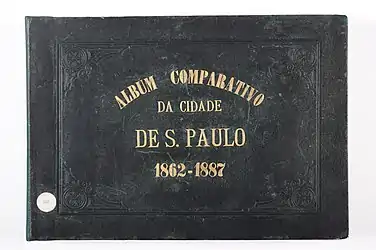 ALBUM COMPARATIVO
DA CIDADE
DE S. PAULO
1862-1887